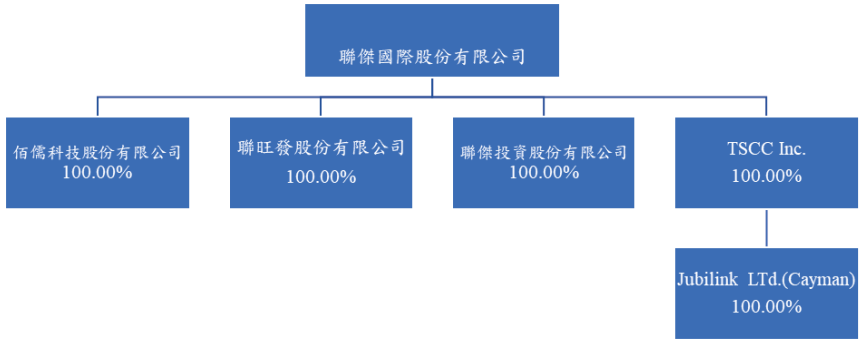 聯傑國際股份有限公司
佰儒科技股份有限公司
100.00%
聯旺發股份有限公司
100.00%
聯傑投資股份有限公司
100.00%
TSCC Inc.
100.00%
Jubilink LTd.(Cayman)
100.00%